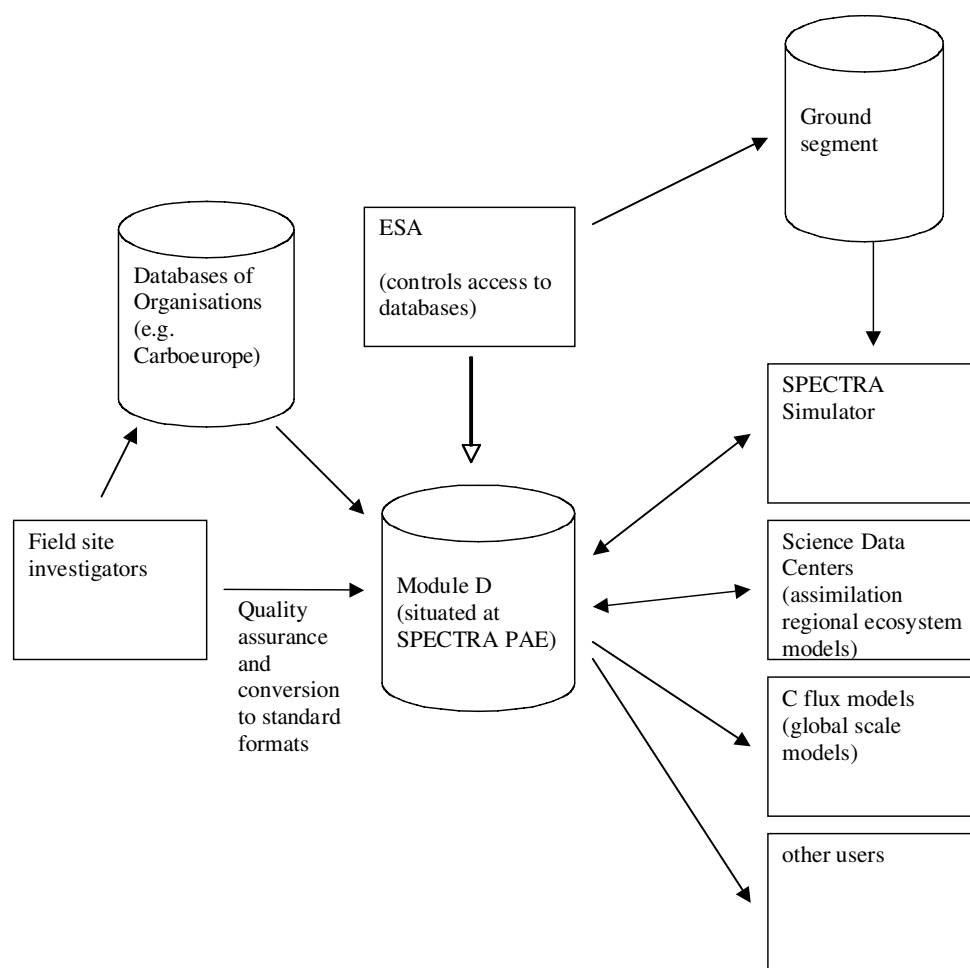 Ground
segment
ESA
(controls access to
databases)
Databases of
Organisations
(e.g.
Carboeurope)
SPECTRA
Simulator
Field site
investigators
Quality
assurance
and
conversion
to standard
formats
Module D
(situated at
SPECTRA PAE)
Science Data
Centers
(assimilation
regional ecosystem
models)
C flux models
(global scale
models)
other users